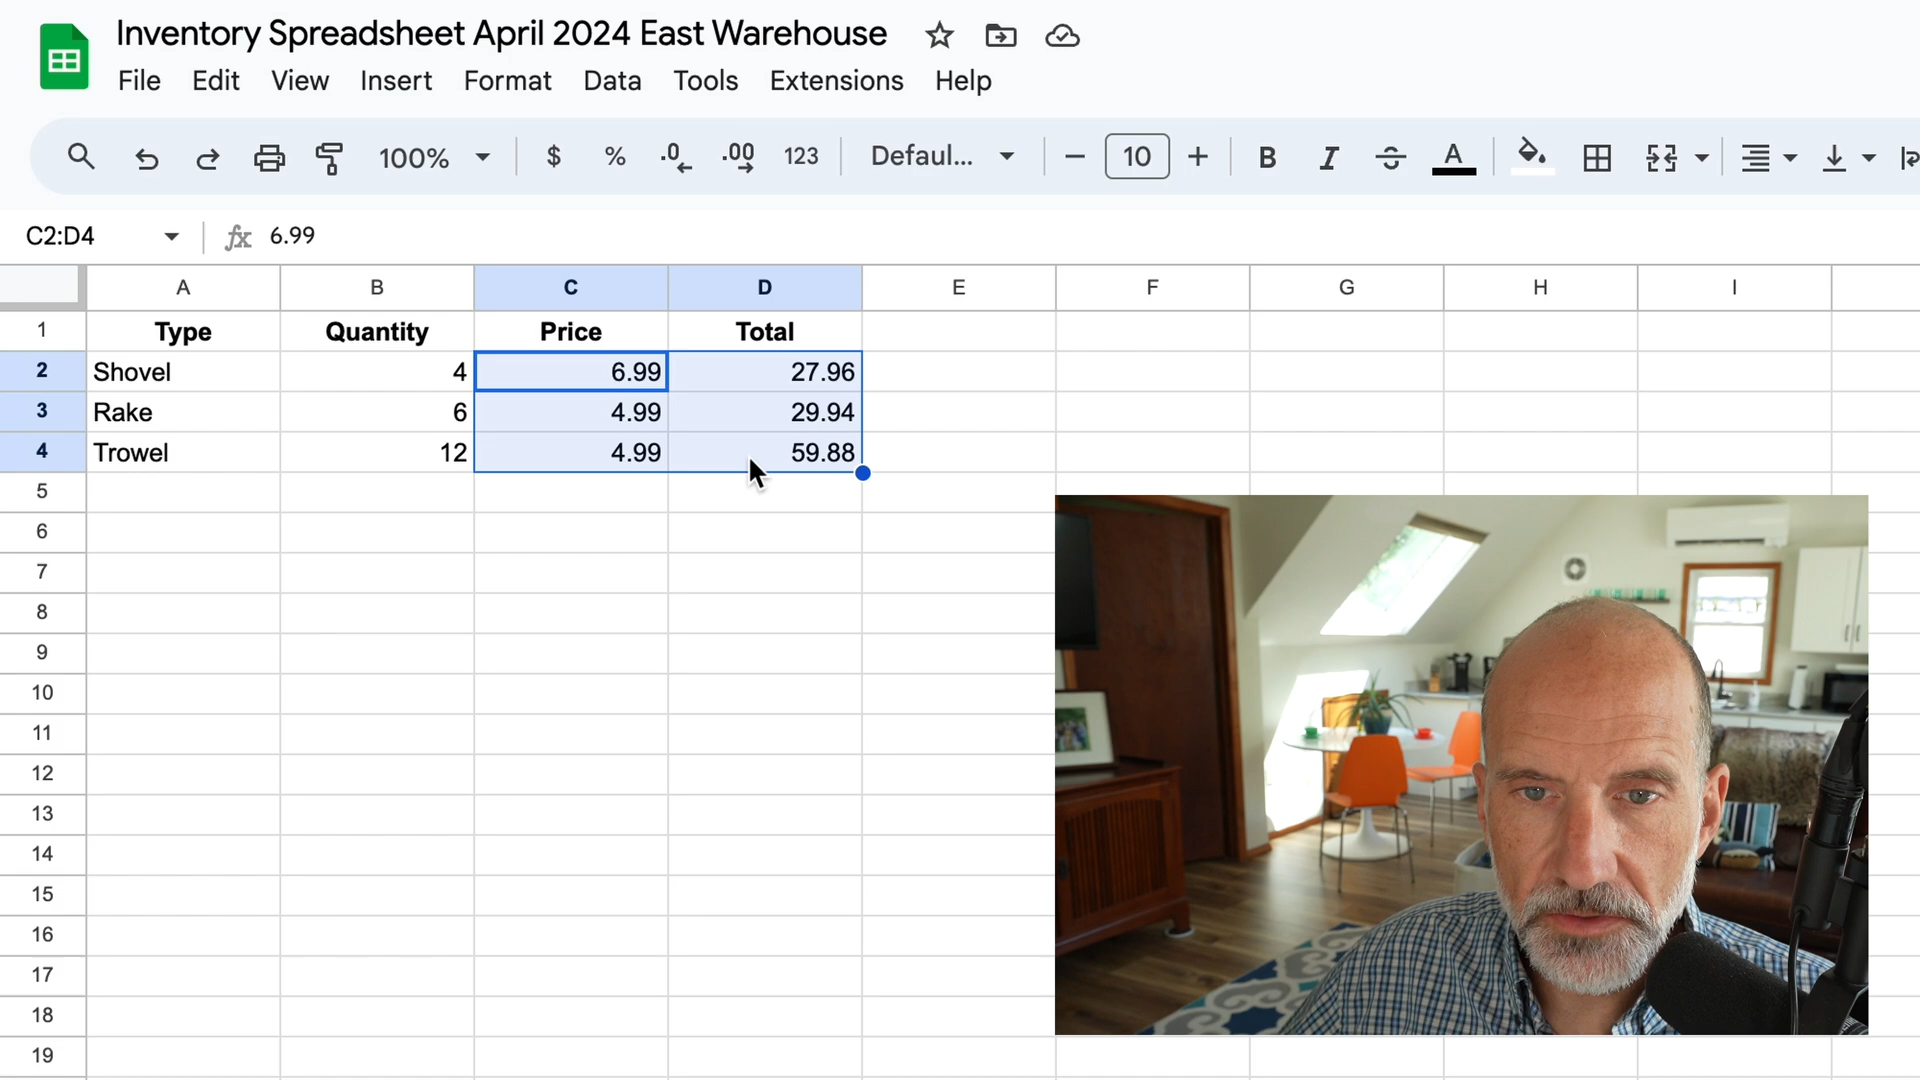 Inventory Spreadsheet April 2024 East Warehouse
File Edit View Insert Format Data Tools Extensions Help
100% $ % .0 .00 123 Defaul... 10 B I S A
C2:D4 fx 6.99
A B C D E F G H I
1 Type Quantity Price Total
2 Shovel 4 6.99 27.96
3 Rake 6 4.99 29.94
4 Trowel 12 4.99 59.88
5
6
7
8
9
10
11
12
13
14
15
16
17
18
19